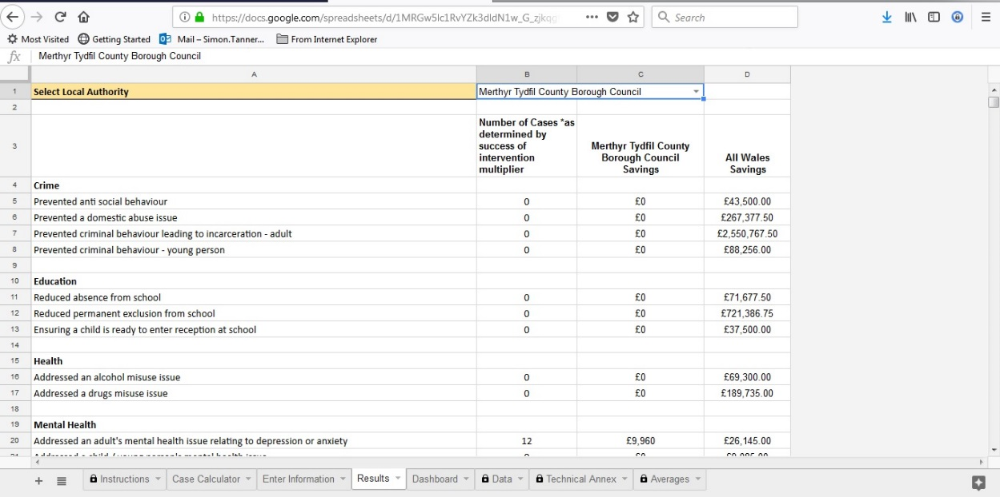 https://docs.google.com/spreadsheets/d/1MRGw5lc1RvYZk3dldN1w_G_zjkqg
Search
Most Visited Getting Started Mail – Simon.Tanner... From Internet Explorer
fx Merthyr Tydfil County Borough Council
A B C D
1 Select Local Authority Merthyr Tydfil County Borough Council
2
3 Number of Cases *as determined by success of intervention multiplier Merthyr Tydfil County Borough Council Savings All Wales Savings
4 Crime
5 Prevented anti social behaviour 0 £0 £43,500.00
6 Prevented a domestic abuse issue 0 £0 £267,377.50
7 Prevented criminal behaviour leading to incarceration - adult 0 £0 £2,550,767.50
8 Prevented criminal behaviour - young person 0 £0 £88,256.00
9
10 Education
11 Reduced absence from school 0 £0 £71,677.50
12 Reduced permanent exclusion from school 0 £0 £721,386.75
13 Ensuring a child is ready to enter reception at school 0 £0 £37,500.00
14
15 Health
16 Addressed an alcohol misuse issue 0 £0 £69,300.00
17 Addressed a drugs misuse issue 0 £0 £189,735.00
18
19 Mental Health
20 Addressed an adult's mental health issue relating to depression or anxiety 12 £9,960 £26,145.00
Instructions Case Calculator Enter Information Results Dashboard Data Technical Annex Averages